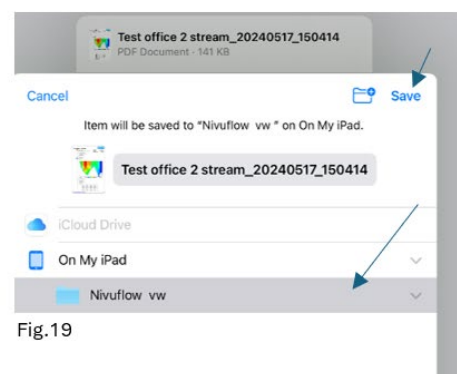 Test office 2 stream_20240517_150414
PDF Document · 141 KB
Cancel
Save
Item will be saved to "Nivuflow vw " on On My iPad.
Test office 2 stream_20240517_150414
iCloud Drive
On My iPad
Nivuflow vw
Fig.19